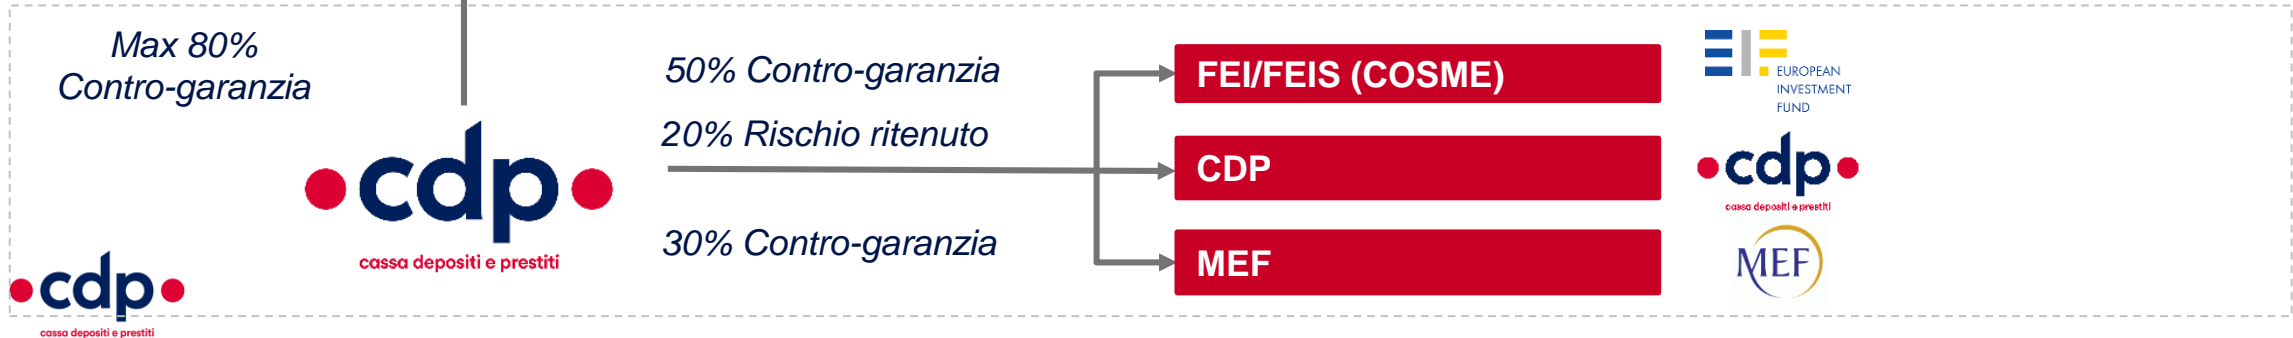 Max 80%
Contro-garanzia
50% Contro-garanzia
20% Rischio ritenuto
30% Contro-garanzia
cdp
cassa depositi e prestiti
FEI/FEIS (COSME)
CDP
MEF
EIF
EUROPEAN
INVESTMENT
FUND
cdp
cassa depositi e prestiti
MEF
cdp
cassa depositi e prestiti